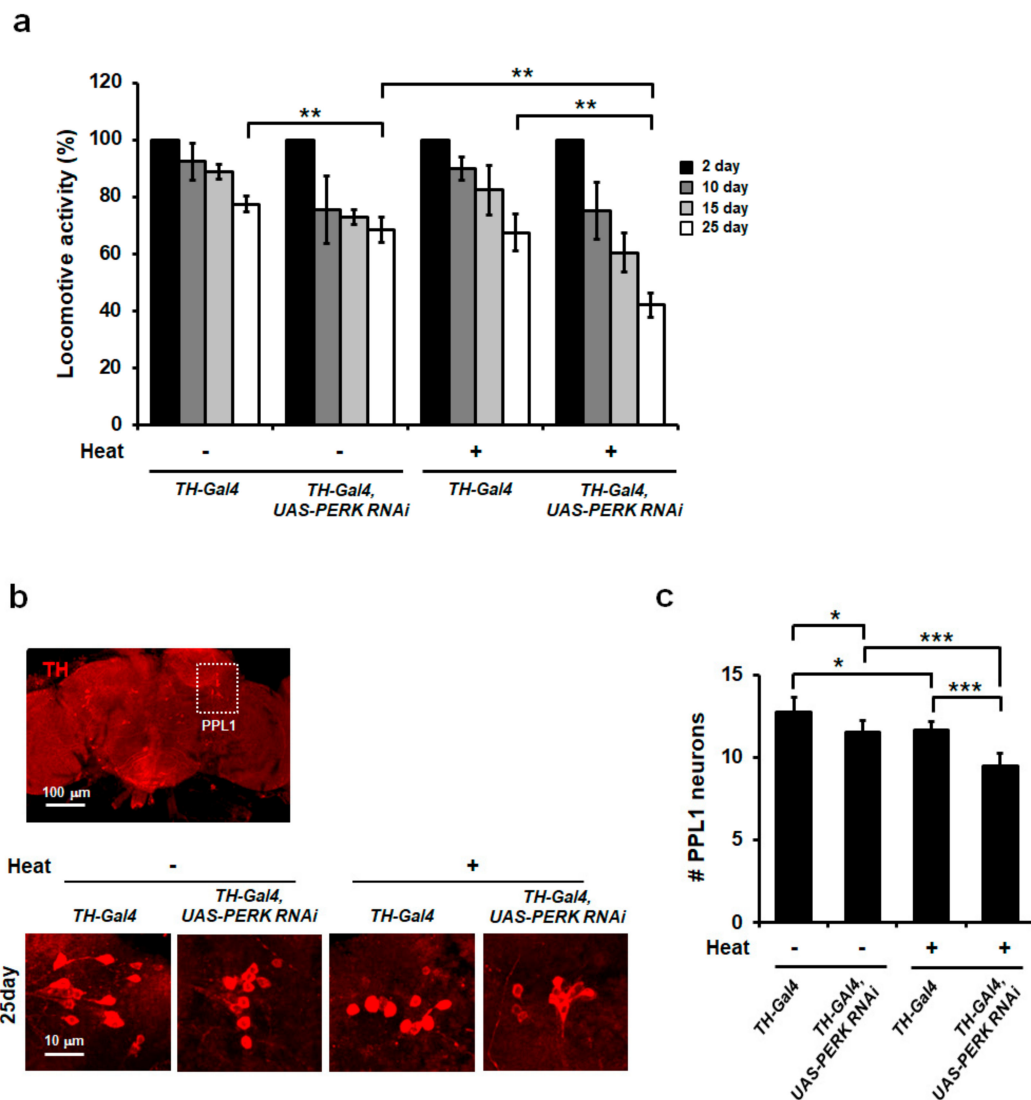 a
120
100
80
60
40
20
0
Locomotive activity (%)
**
**
**
2 day
10 day
15 day
25 day
Heat - - + +
TH-Gal4
TH-Gal4,
UAS-PERK RNAi
TH-Gal4
TH-Gal4,
UAS-PERK RNAi
b
TH
PPL1
100 µm
Heat - +
TH-Gal4
TH-Gal4,
UAS-PERK RNAi
TH-Gal4
TH-Gal4,
UAS-PERK RNAi
25day
10 µm
c
*
***
*
***
15
10
5
0
# PPL1 neurons
Heat - - + +
TH-Gal4
TH-GAl4,
UAS-PERK RNAi
TH-Gal4
TH-GAl4,
UAS-PERK RNAi